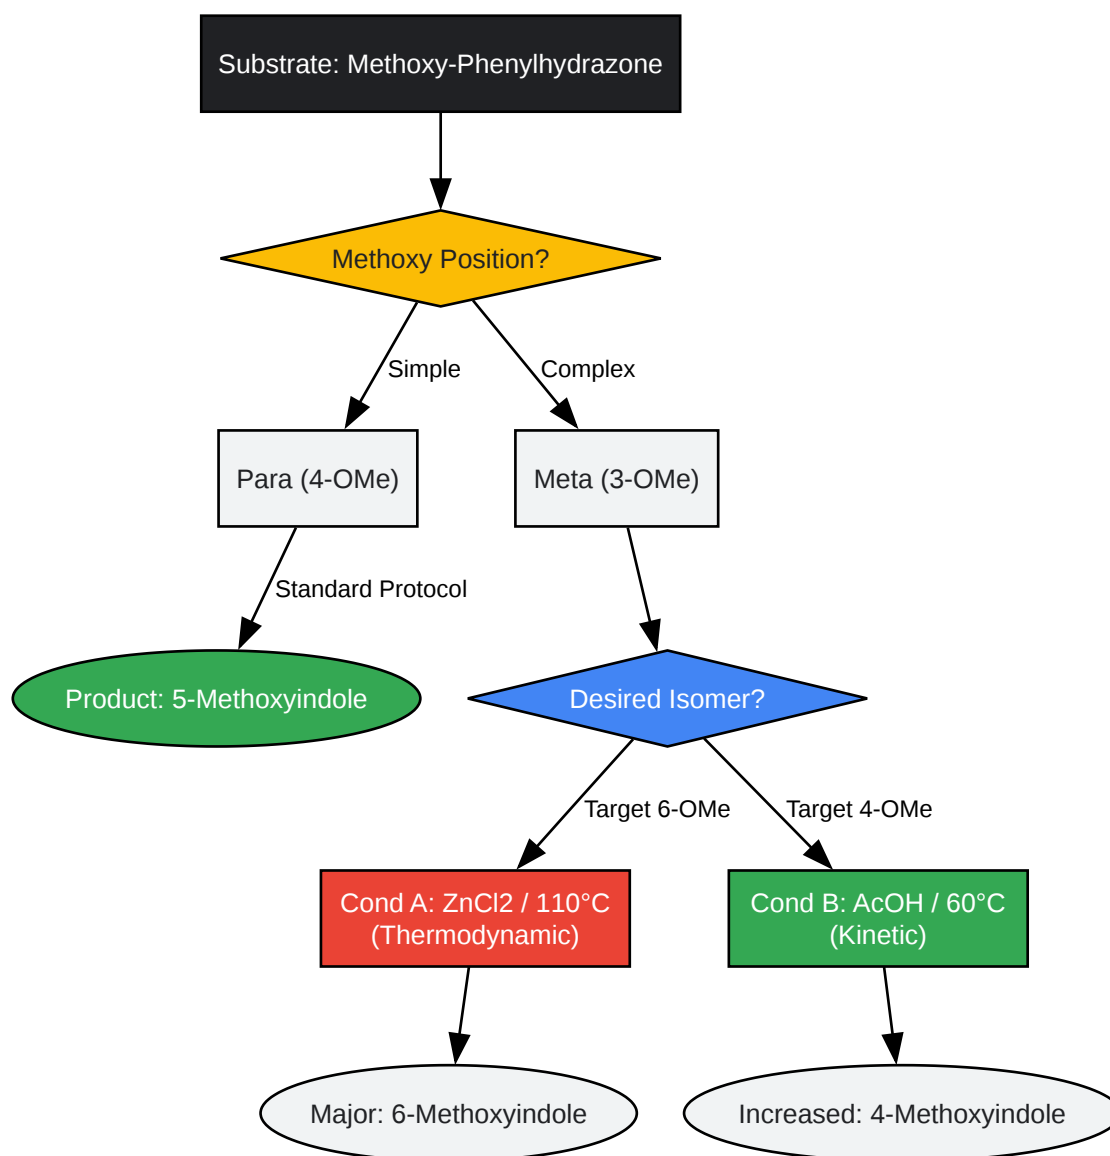 Substrate: Methoxy-Phenylhydrazone
Methoxy Position?
Simple
Complex
Para (4-OMe)
Meta (3-OMe)
Standard Protocol
Product: 5-Methoxyindole
Desired Isomer?
Target 6-OMe
Target 4-OMe
Cond A: ZnCl2 / 110°C
(Thermodynamic)
Cond B: AcOH / 60°C
(Kinetic)
Major: 6-Methoxyindole
Increased: 4-Methoxyindole